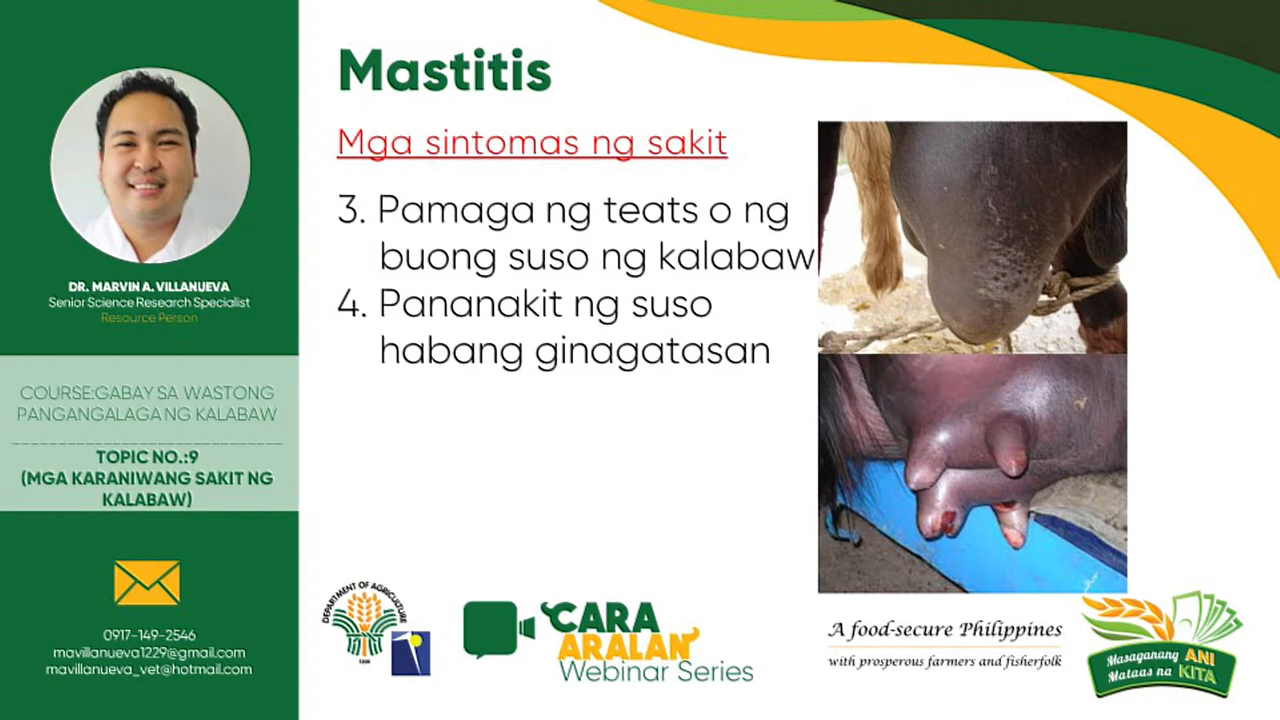 Mastitis
Mga sintomas ng sakit
3. Pamaga ng teats o ng
buong suso ng kalabaw
4. Pananakit ng suso
habang ginagatasan
DR. MARVIN A. VILLANUEVA
Senior Science Research Specialist
Resource Person
COURSE:GABAY SA WASTONG
PANGANGALAGA NG KALABAW
TOPIC NO.:9
(MGA KARANIWANG SAKIT NG
KALABAW)
0917-149-2546
mavillanueva1229@gmail.com
mavillanueva_vet@hotmail.com
DEPARTMENT OF AGRICULTURE
1898
CARA
ARALAN
Webinar Series
A food-secure Philippines
with prosperous farmers and fisherfolk
Masaganang ANI
Mataas na KITA